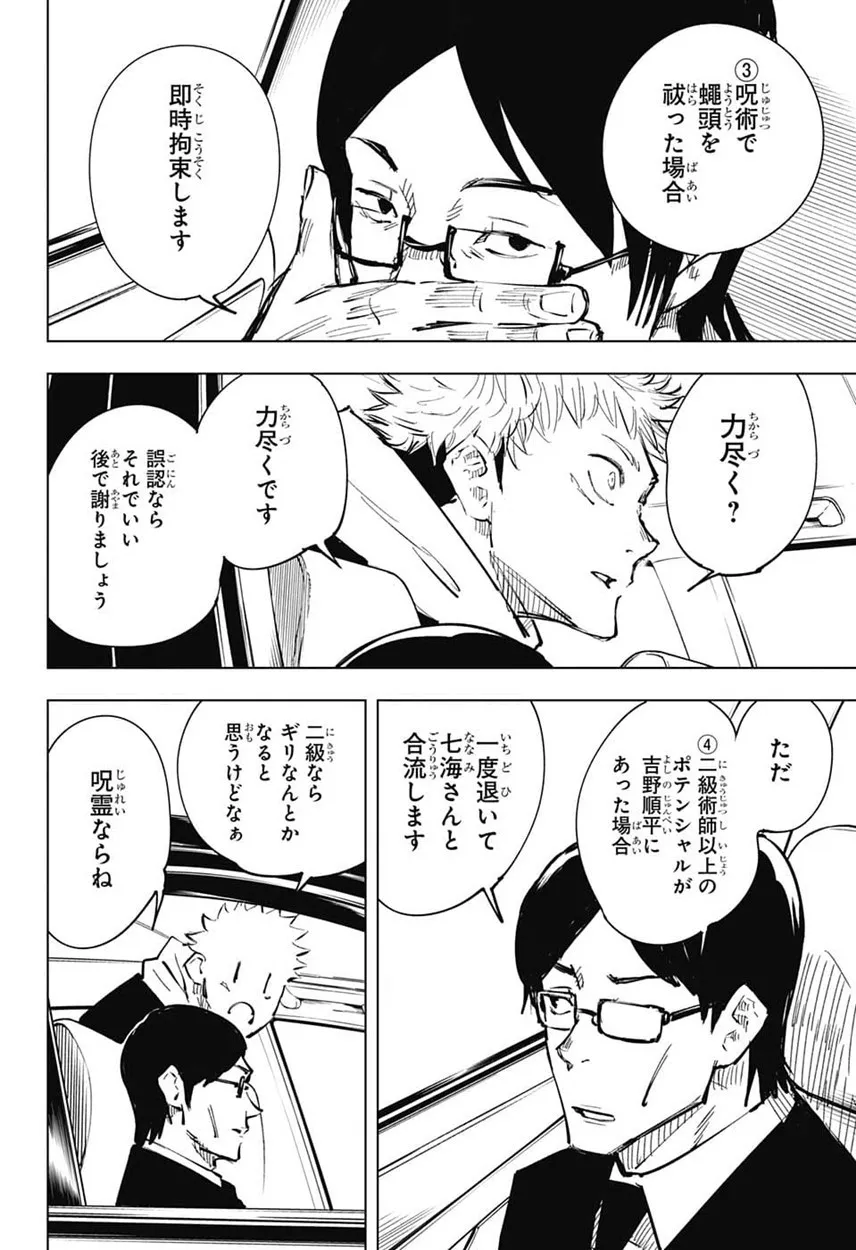 ③呪術で
蠅頭を
祓った場合
即時拘束します
力尽く？
力尽くです
誤認なら
それでいい
後で謝りましょう
ただ
④二級術師以上の
ポテンシャルが
吉野順平に
あった場合
一度退いて
七海さんと
合流します
二級なら
ギリなんとか
なると
思うけどなぁ
呪霊ならね